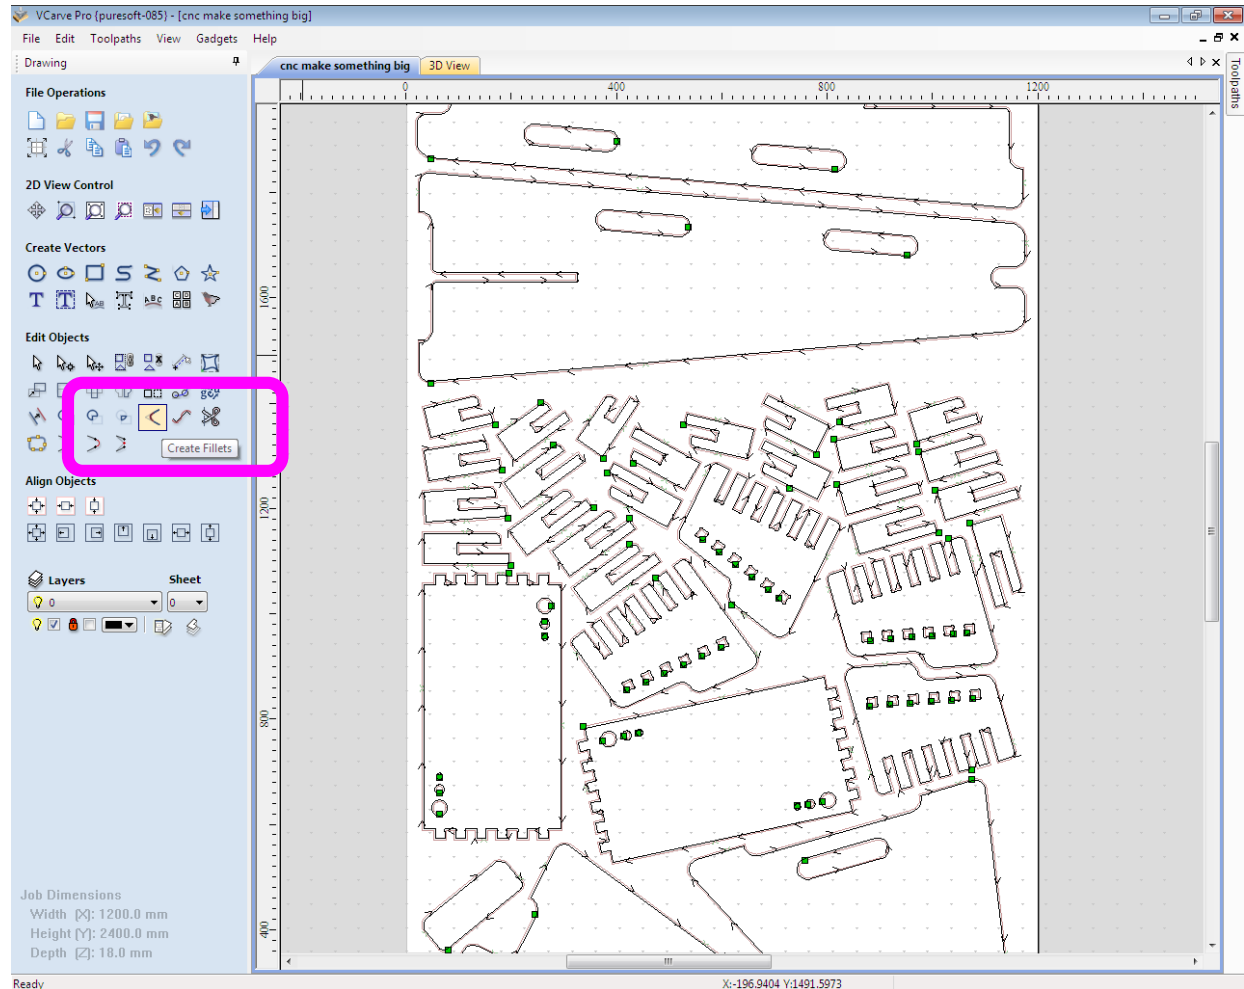 VCarve Pro {puresoft-085} - [cnc make something big]
File Edit Toolpaths View Gadgets Help
Drawing
cnc make something big
3D View
Toolpaths
File Operations
0 400 800 1200
2D View Control
Create Vectors
1600
Edit Objects
Create Fillets
Align Objects
1200
Layers Sheet
0 0
800
Job Dimensions
Width (X): 1200.0 mm
Height (Y): 2400.0 mm
Depth (Z): 18.0 mm
400
Ready
X:-196.9404 Y:1491.5973